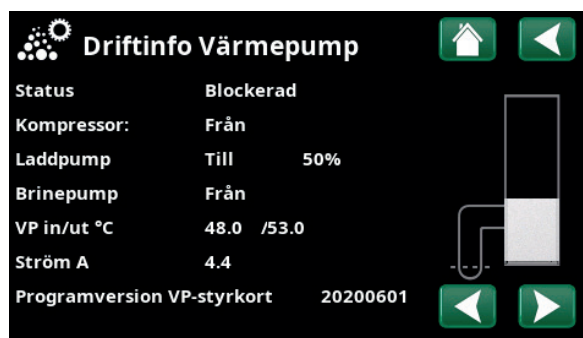 Driftinfo Värmepump
Status Blockerad
Kompressor: Från
Laddpump Till 50%
Brinepump Från
VP in/ut °C 48.0 /53.0
Ström A 4.4
Programversion VP-styrkort 20200601